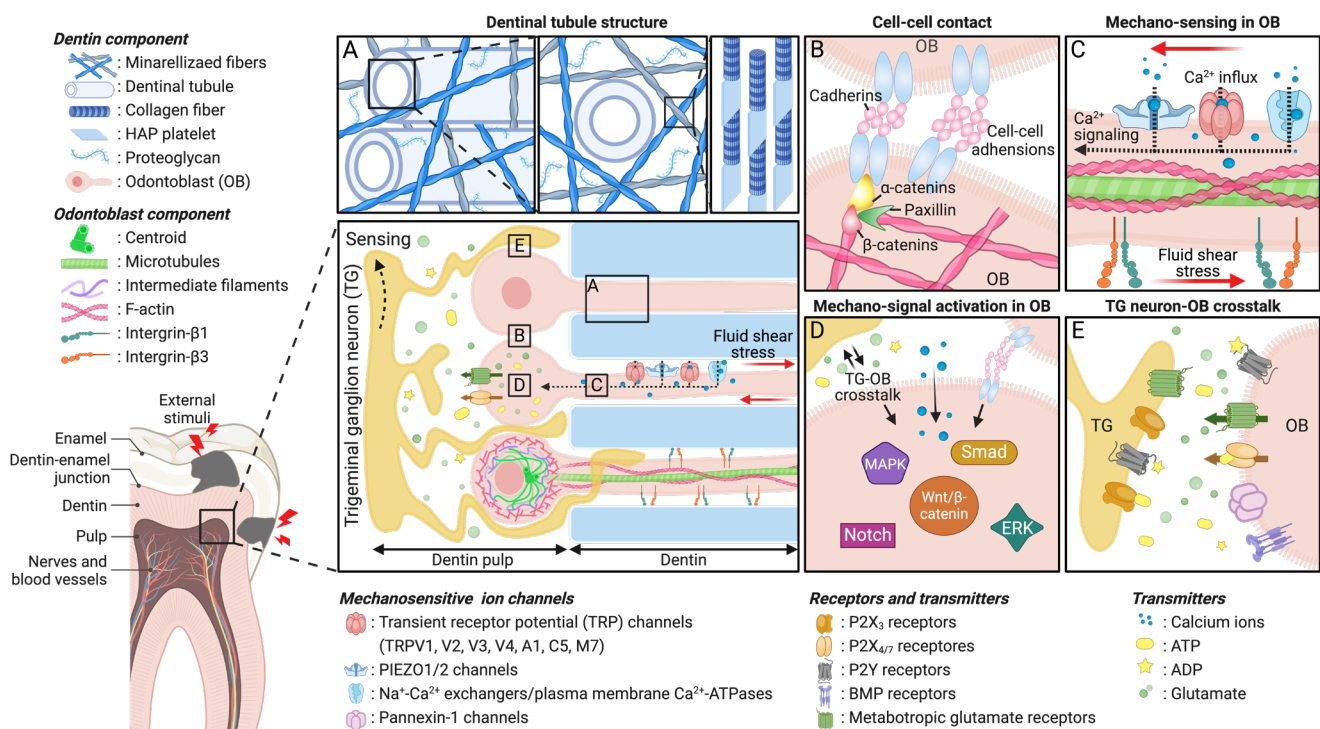 Dentin component
: Minarellizaed fibers
: Dentinal tubule
: Collagen fiber
: HAP platelet
: Proteoglycan
: Odontoblast (OB)
Odontoblast component
: Centroid
: Microtubules
: Intermediate filaments
: F-actin
: Intergrin-β1
: Intergrin-β3
External
stimuli
Enamel
Dentin-enamel
junction
Dentin
Pulp
Nerves and
blood vessels
Dentinal tubule structure
A
Sensing
Trigeminal ganglion neuron (TG)
E
A
B
D
C
Fluid shear
stress
Dentin pulp
Dentin
Cell-cell contact
B
OB
Cadherins
Cell-cell
adhensions
α-catenins
Paxillin
β-catenins
OB
Mechano-sensing in OB
C
Ca²⁺ influx
Ca²⁺
signaling
Fluid shear
stress
Mechano-signal activation in OB
D
TG-OB
crosstalk
MAPK
Smad
Wnt/β-
catenin
Notch
ERK
TG neuron-OB crosstalk
E
TG
OB
Mechanosensitive ion channels
: Transient receptor potential (TRP) channels
(TRPV1, V2, V3, V4, A1, C5, M7)
: PIEZO1/2 channels
: Na⁺-Ca²⁺ exchangers/plasma membrane Ca²⁺-ATPases
: Pannexin-1 channels
Receptors and transmitters
: P2X₃ receptors
: P2X₄/₇ receptores
: P2Y receptors
: BMP receptors
: Metabotropic glutamate receptors
Transmitters
: Calcium ions
: ATP
: ADP
: Glutamate